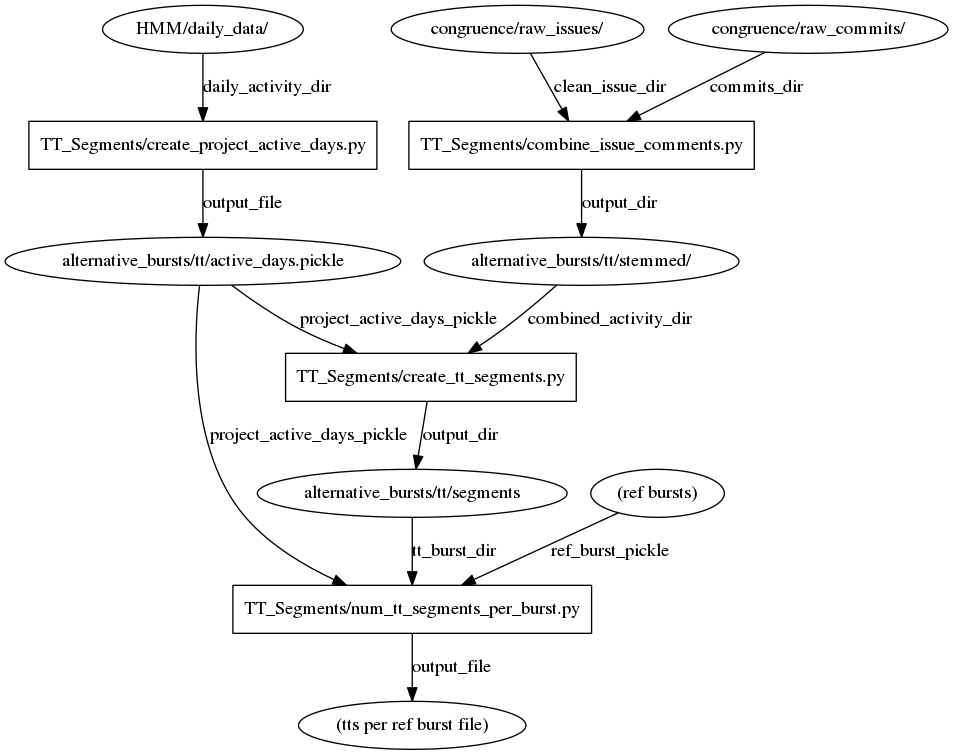 HMM/daily_data/
congruence/raw_issues/
congruence/raw_commits/
daily_activity_dir
clean_issue_dir
commits_dir
TT_Segments/create_project_active_days.py
TT_Segments/combine_issue_comments.py
output_file
output_dir
alternative_bursts/tt/active_days.pickle
alternative_bursts/tt/stemmed/
project_active_days_pickle
combined_activity_dir
TT_Segments/create_tt_segments.py
project_active_days_pickle
output_dir
alternative_bursts/tt/segments
(ref bursts)
tt_burst_dir
ref_burst_pickle
TT_Segments/num_tt_segments_per_burst.py
output_file
(tts per ref burst file)